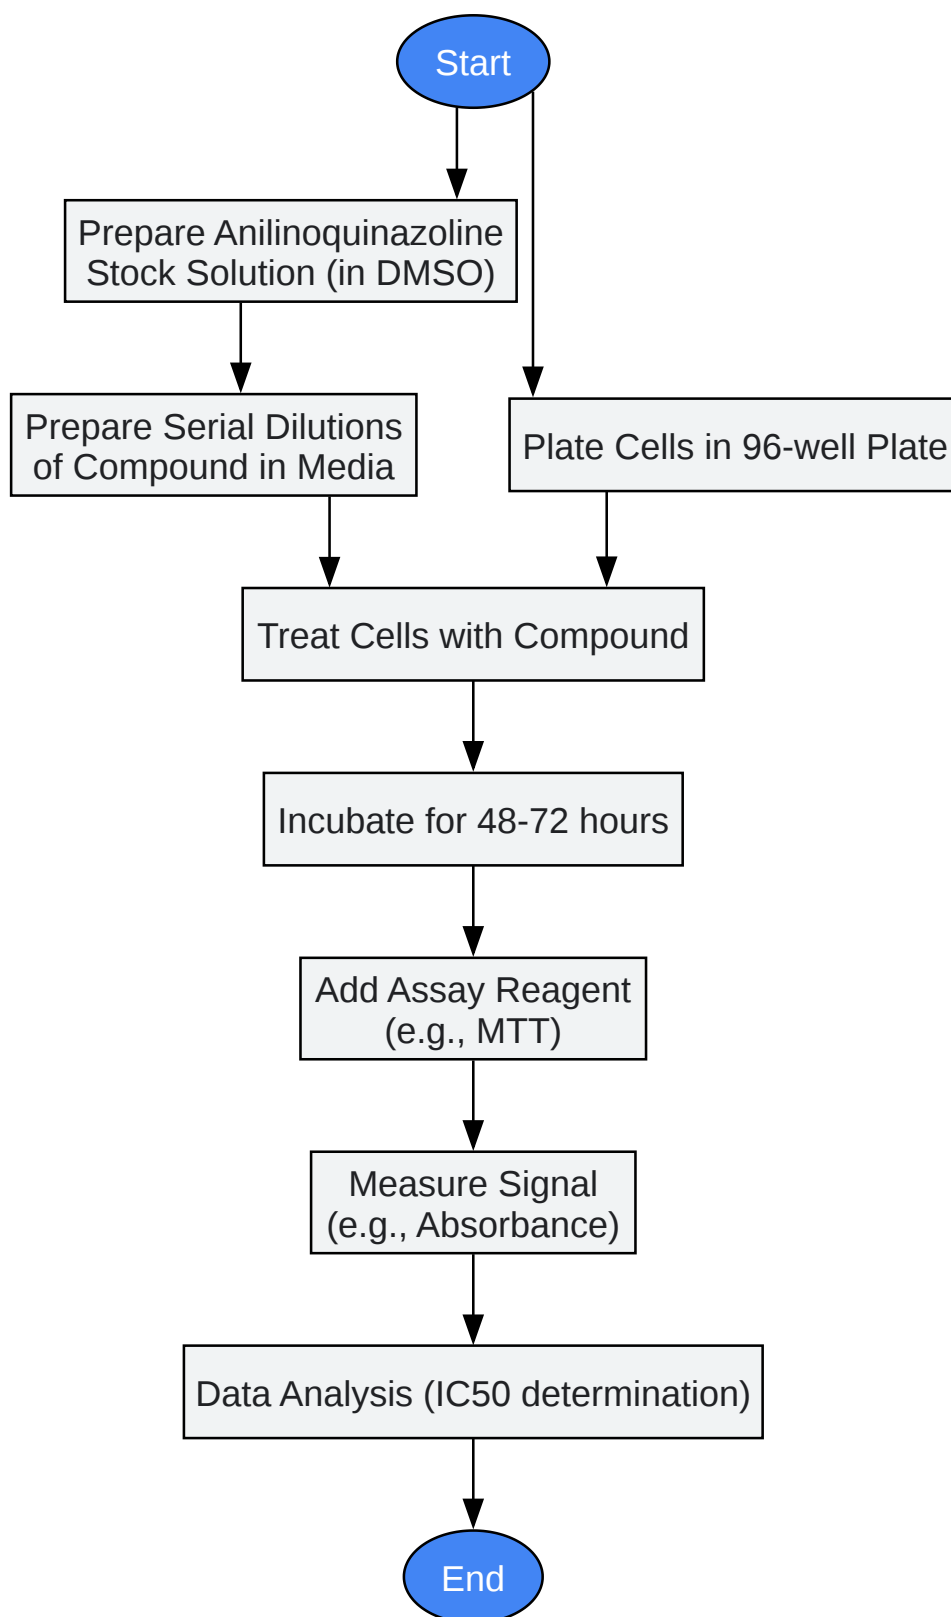 Start
Prepare Anilinoquinazoline
Stock Solution (in DMSO)
Prepare Serial Dilutions
of Compound in Media
Plate Cells in 96-well Plate
Treat Cells with Compound
Incubate for 48-72 hours
Add Assay Reagent
(e.g., MTT)
Measure Signal
(e.g., Absorbance)
Data Analysis (IC50 determination)
End